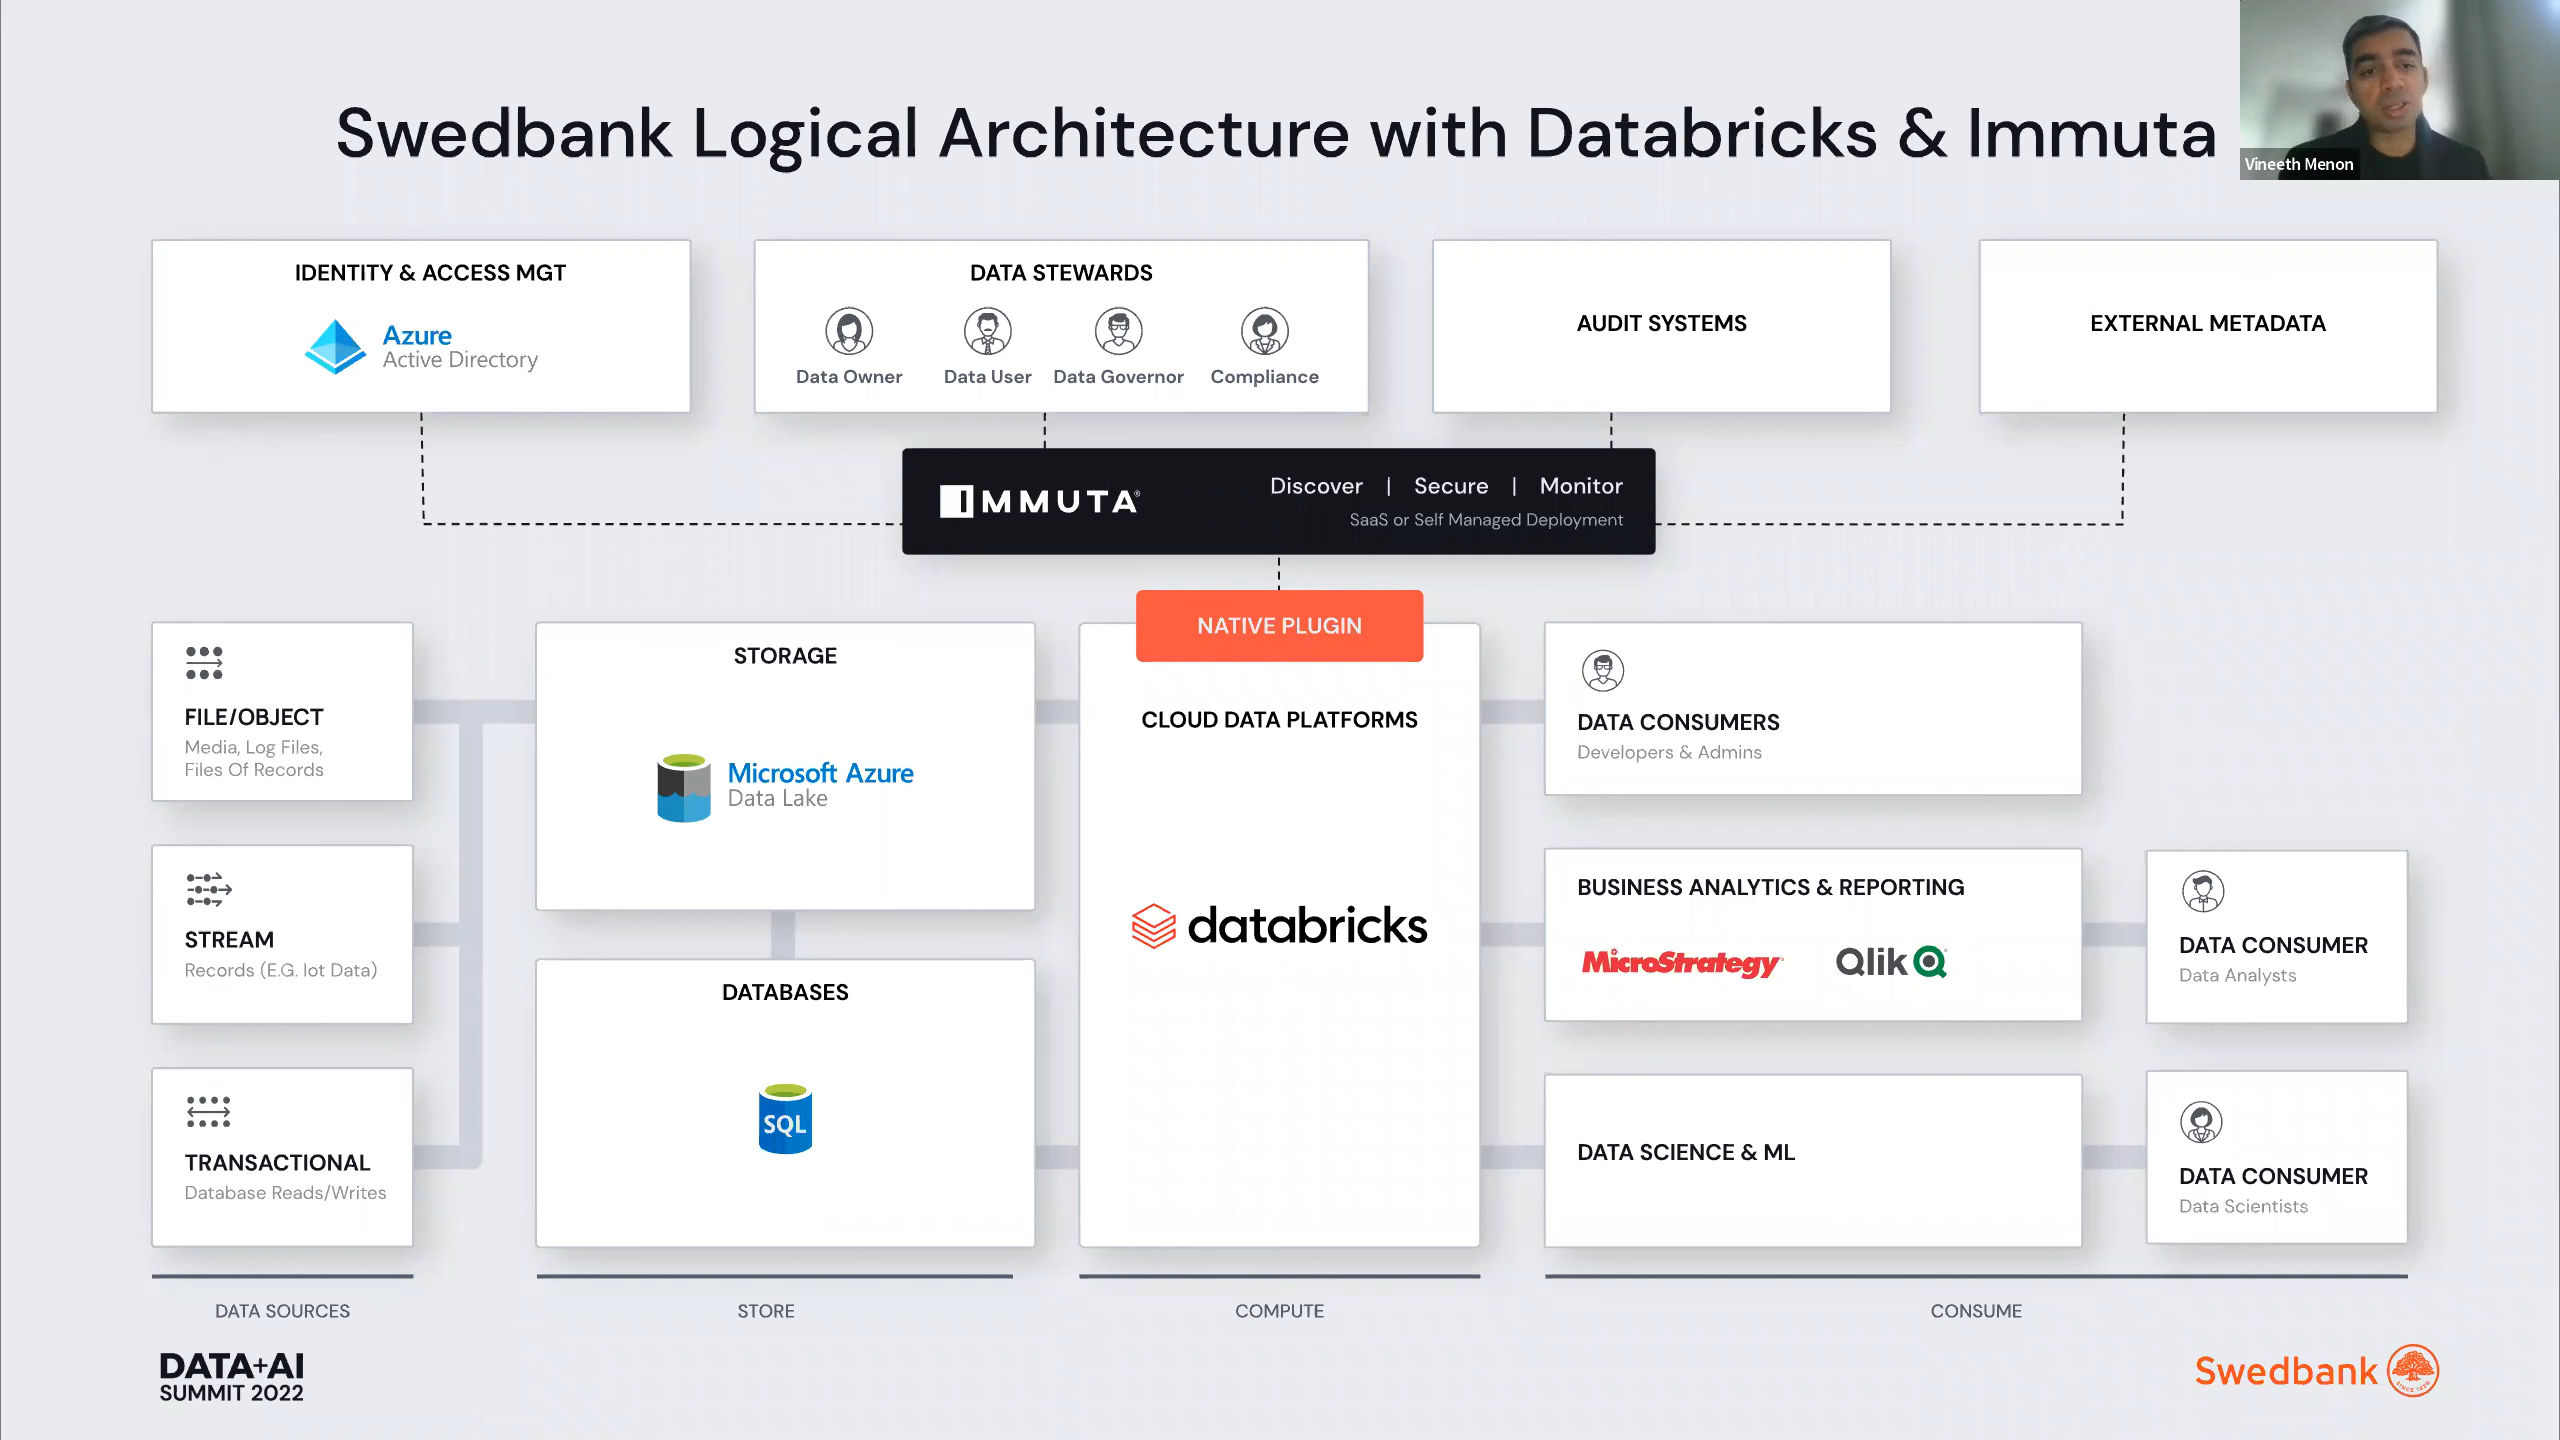 Swedbank Logical Architecture with Databricks & Immuta
Vineeth Menon
IDENTITY & ACCESS MGT
Azure
Active Directory
DATA STEWARDS
Data Owner
Data User
Data Governor
Compliance
AUDIT SYSTEMS
EXTERNAL METADATA
IMMUTA®
Discover | Secure | Monitor
SaaS or Self Managed Deployment
NATIVE PLUGIN
FILE/OBJECT
Media, Log Files,
Files Of Records
STREAM
Records (E.G. Iot Data)
TRANSACTIONAL
Database Reads/Writes
STORAGE
Microsoft Azure
Data Lake
DATABASES
SQL
CLOUD DATA PLATFORMS
databricks
DATA CONSUMERS
Developers & Admins
BUSINESS ANALYTICS & REPORTING
MicroStrategy
Qlik
DATA CONSUMER
Data Analysts
DATA SCIENCE & ML
DATA CONSUMER
Data Scientists
DATA SOURCES
STORE
COMPUTE
CONSUME
DATA+AI
SUMMIT 2022
Swedbank
SINCE 1820